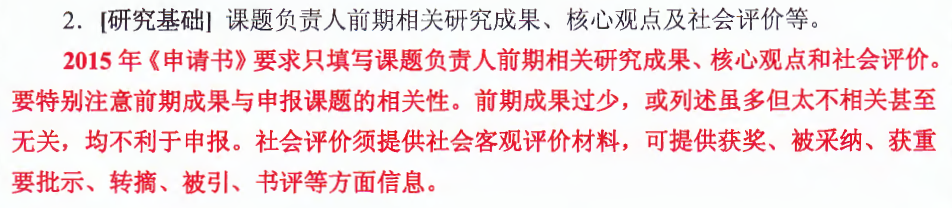 2．[研究基础] 课题负责人前期相关研究成果、核心观点及社会评价等。
2015 年《申请书》要求只填写课题负责人前期相关研究成果、核心观点和社会评价。
要特别注意前期成果与申报课题的相关性。前期成果过少，或列述虽多但太不相关甚至
无关，均不利于申报。社会评价须提供社会客观评价材料，可提供获奖、被采纳、获重
要批示、转摘、被引、书评等方面信息。